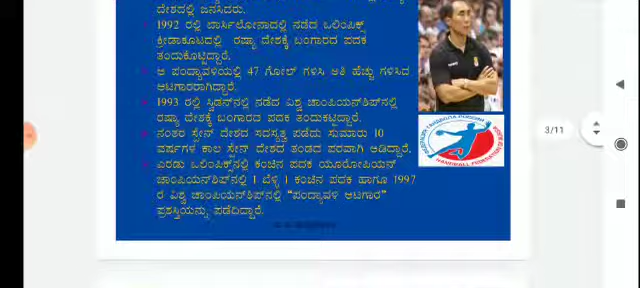 ದೇಶದಲ್ಲಿ ಜನಿಸಿದರು.
1992 ರಲ್ಲಿ ಬಾರ್ಸಿಲೋನಾದಲ್ಲಿ ನಡೆದ ಒಲಿಂಪಿಕ್ಸ್
ಕ್ರೀಡಾಕೂಟದಲ್ಲಿ ರಷ್ಯಾ ದೇಶಕ್ಕೆ ಬಂಗಾರದ ಪದಕ
ತಂದುಕೊಟ್ಟಿದ್ದಾರೆ.
ಆ ಪಂದ್ಯಾವಳಿಯಲ್ಲಿ 47 ಗೋಲ್ ಗಳಿಸಿ ಅತಿ ಹೆಚ್ಚು ಗಳಿಸಿದ
ಆಟಗಾರರಾಗಿದ್ದಾರೆ.
1993 ರಲ್ಲಿ ಸ್ವಿಡನ್‌ನಲ್ಲಿ ನಡೆದ ವಿಶ್ವ ಚಾಂಪಿಯನ್‌ಶಿಪ್‌ನಲ್ಲಿ
ರಷ್ಯಾ ದೇಶಕ್ಕೆ ಬಂಗಾರದ ಪದಕ ತಂದುಕಟ್ಟಿದ್ದಾರೆ.
ನಂತರ ಸ್ಪೇನ್ ದೇಶದ ಸದಸ್ಯತ್ವ ಪಡೆದು ಸುಮಾರು 10
ವರ್ಷಗಳ ಕಾಲ ಸ್ಪೇನ್ ದೇಶದ ತಂಡದ ಪರವಾಗಿ ಆಡಿದ್ದಾರೆ.
ಎರಡು ಒಲಿಂಪಿಕ್ಸ್‌ನಲ್ಲಿ ಕಂಚಿನ ಪದಕ ಯೂರೋಪಿಯನ್
ಚಾಂಪಿಯನ್‌ಶಿಪ್‌ನಲ್ಲಿ 1 ಬೆಳ್ಳಿ 1 ಕಂಚಿನ ಪದಕ ಹಾಗೂ 1997
ರ ವಿಶ್ವ ಚಾಂಪಿಯನ್‌ಶಿಪ್‌ನಲ್ಲಿ "ಪಂದ್ಯಾವಳಿ ಆಟಗಾರ"
ಪ್ರಶಸ್ತಿಯನ್ನು ಪಡೆದಿದ್ದಾರೆ.
HANDBALL FEDERATION
3/11